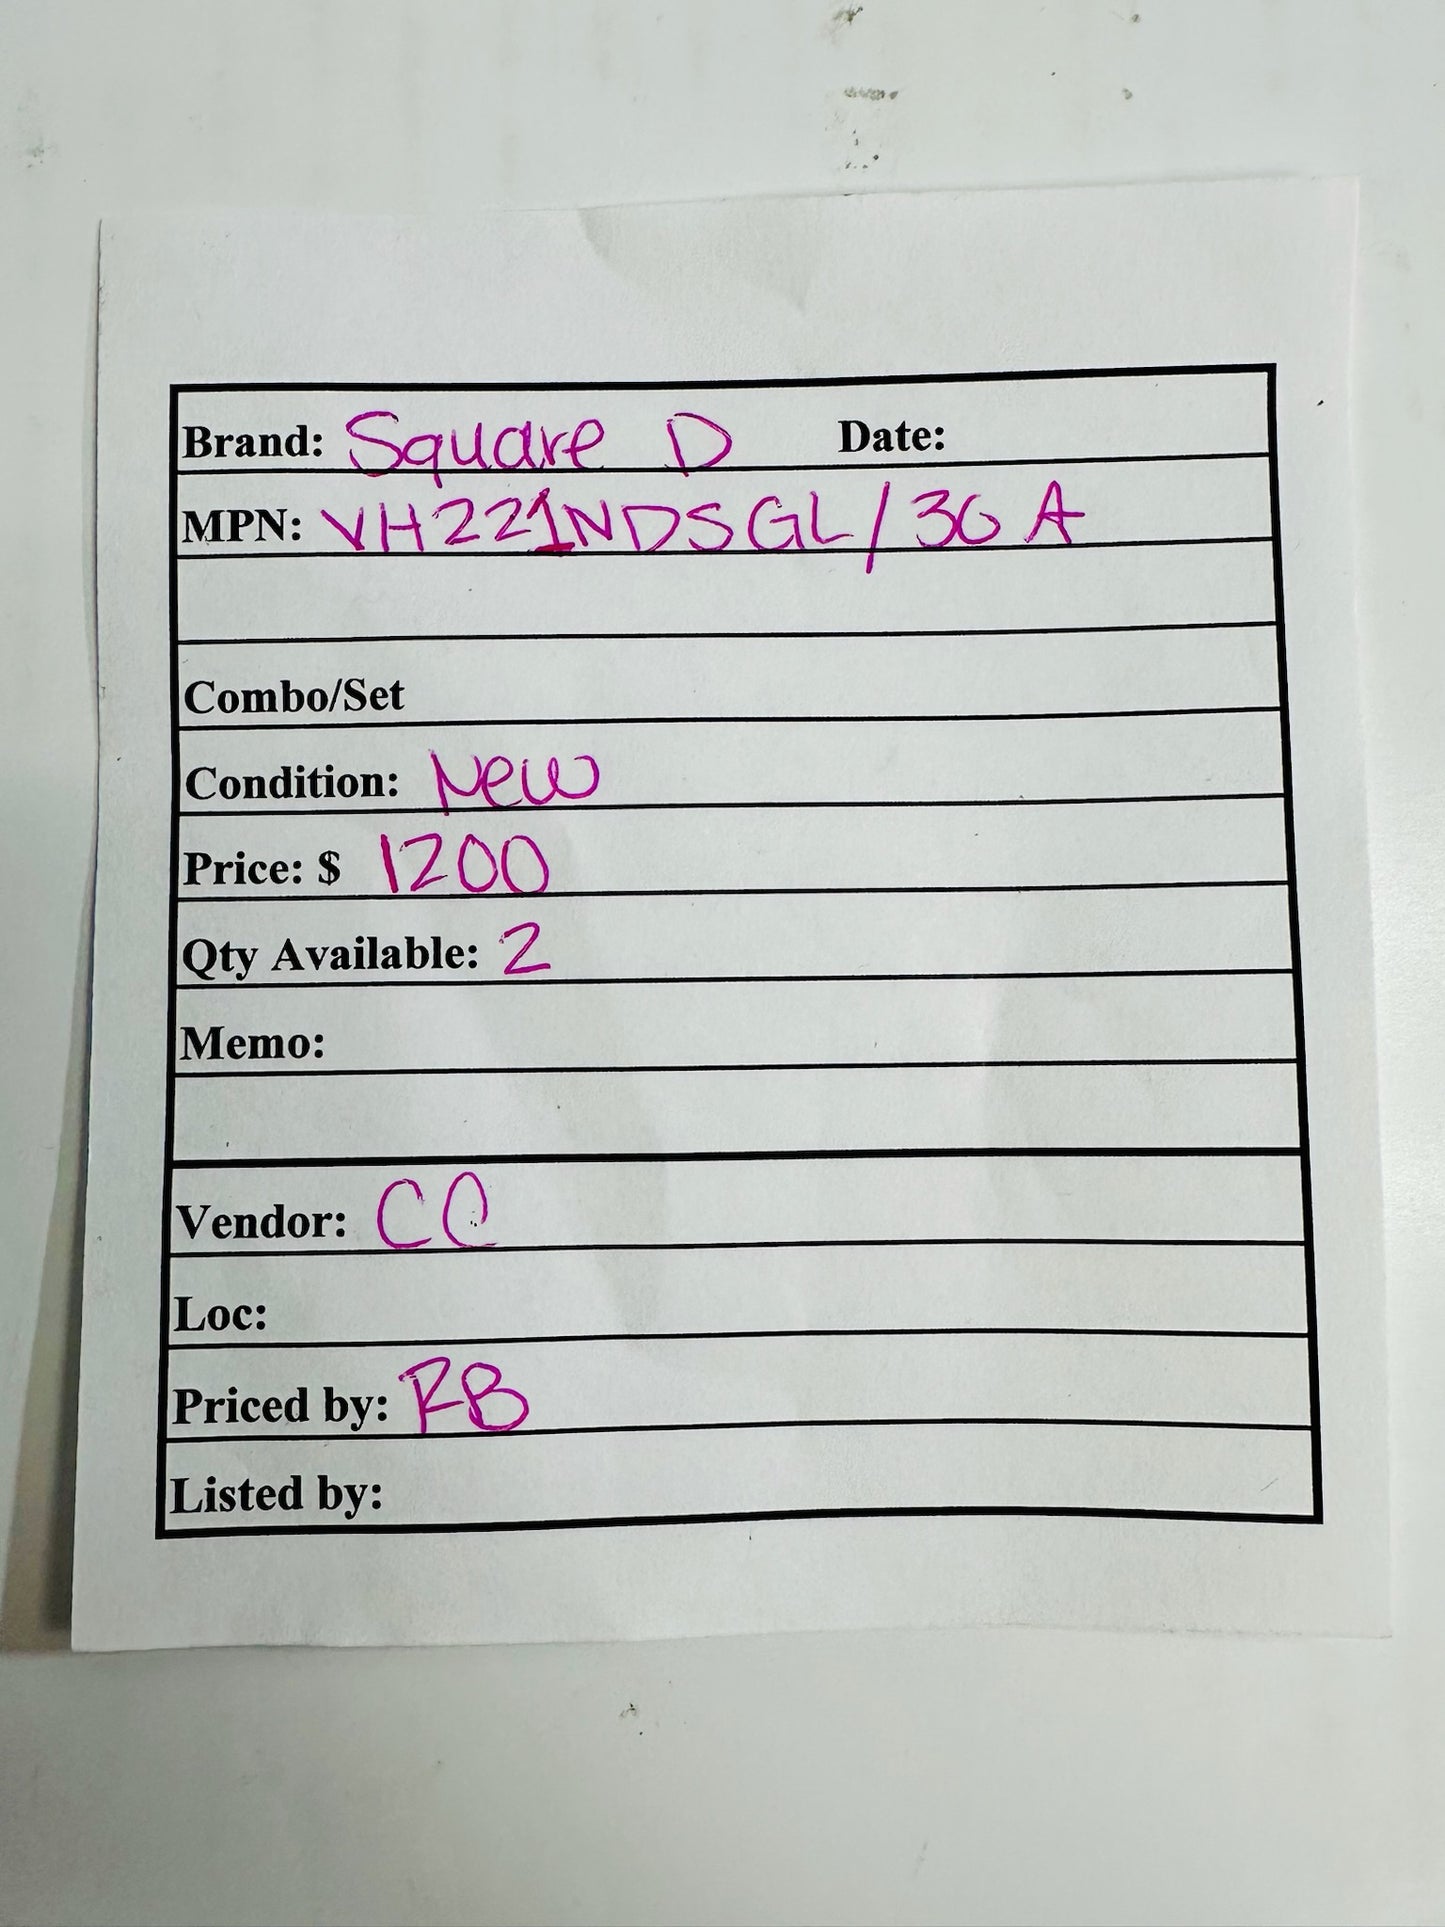 Brand: Square D Date:
MPN: VH221NDSGL/30 A
Combo/Set
Condition: New
Price: $ 1200
Qty Available: 2
Memo:
Vendor: CC
Loc:
Priced by: RB
Listed by: